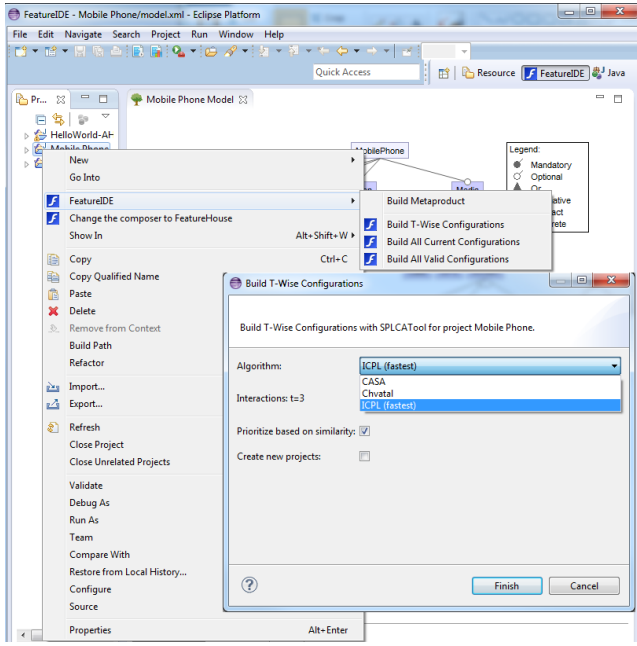 FeatureIDE - Mobile Phone/model.xml - Eclipse Platform
File Edit Navigate Search Project Run Window Help
Quick Access
Resource FeatureIDE Java
Pr...
Mobile Phone Model
HelloWorld-AH
Mobile Phone
MobilePhone
Media
Legend:
Mandatory
Optional
Or
New
Go Into
FeatureIDE
Change the composer to FeatureHouse
Show In Alt+Shift+W
Copy Ctrl+C
Copy Qualified Name
Paste
Delete
Remove from Context
Build Path
Refactor
Import...
Export...
Refresh
Close Project
Close Unrelated Projects
Validate
Debug As
Run As
Team
Compare With
Restore from Local History...
Configure
Source
Properties Alt+Enter
Build Metaproduct
Build T-Wise Configurations
Build All Current Configurations
Build All Valid Configurations
Build T-Wise Configurations
Build T-Wise Configurations with SPLCATool for project Mobile Phone.
Algorithm: ICPL (fastest)
CASA
Chvatal
ICPL (fastest)
Interactions: t=3
Prioritize based on similarity:
Create new projects:
Finish Cancel